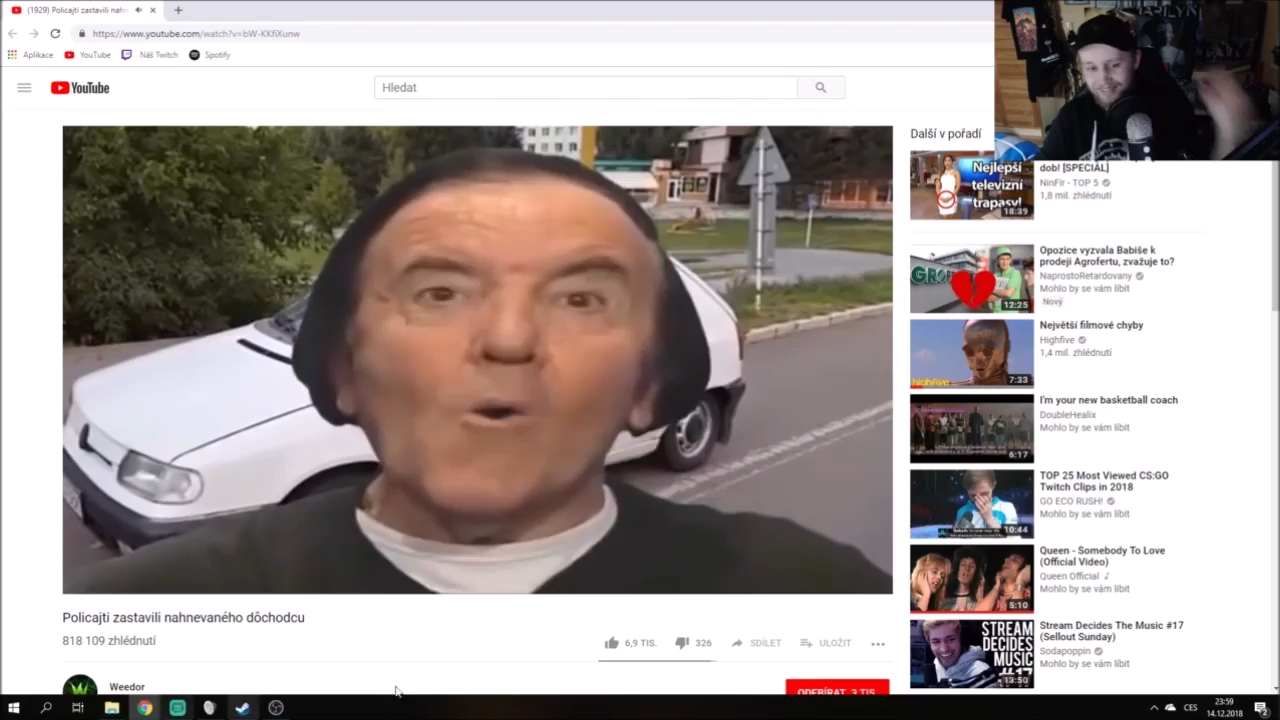 (1929) Policajti zastavili nahn
https://www.youtube.com/watch?v=bW-KKfiXunw
Aplikace
YouTube
Náš Twitch
Spotify
YouTube
Hledat
Další v pořadí
Nejlepší
televizní
trapasy
18:39
dob! [SPECIÁL]
NinFir - TOP 5
1,8 mil. zhlédnutí
12:25
Opozice vyzvala Babiše k
prodeji Agrofertu, zvažuje to?
NaprostoRetardovany
Mohlo by se vám líbit
Nový
highfive
7:33
Největší filmové chyby
Highfive
1,4 mil. zhlédnutí
6:17
I'm your new basketball coach
DoubleHealix
Mohlo by se vám líbit
10:44
TOP 25 Most Viewed CS:GO
Twitch Clips in 2018
GO ECO RUSH!
Mohlo by se vám líbit
5:10
Queen - Somebody To Love
(Official Video)
Queen Official
Mohlo by se vám líbit
STREAM
DECIDES
MUSIC
#17
13:50
Stream Decides The Music #17
(Sellout Sunday)
Sodapoppin
Mohlo by se vám líbit
Policajti zastavili nahnevaného dôchodcu
818 109 zhlédnutí
6,9 TIS.
326
SDÍLET
ULOŽIT
Weedor
ODEBÍRAT 3 TIS.
CES
23:59
14.12.2018
2